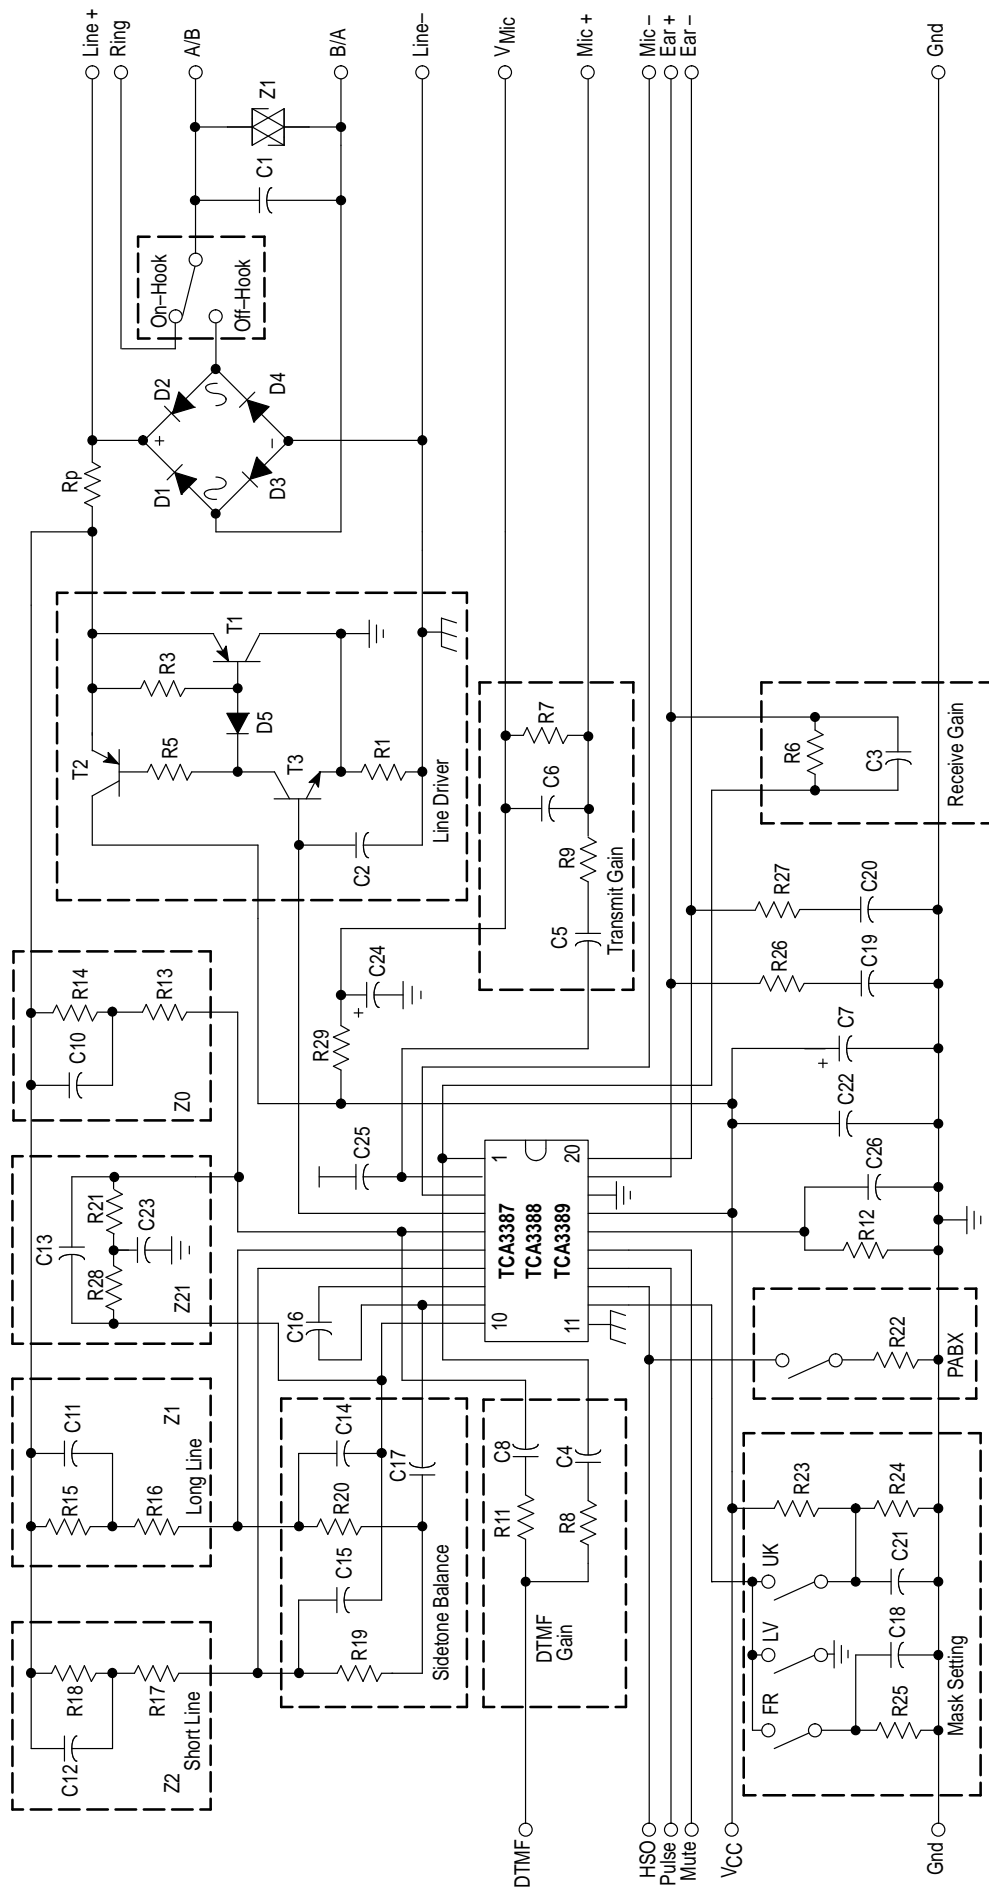 Line +
Ring
A/B
B/A
Line–
VMic
Mic +
Mic –
Ear +
Ear –
Gnd
Z1
C1
On–Hook
Off–Hook
D2
D4
D1
D3
+
–
Rp
T1
R3
D5
T2
R5
T3
R1
C2
Line Driver
R7
C6
R9
C5
Transmit Gain
R6
C3
Receive Gain
R14
R13
C10
Z0
R29
+
C24
C25
R27
C20
R26
C19
+
C7
C22
C26
R12
C13
R21
C23
R28
Z21
C16
1
20
TCA3387
TCA3388
TCA3389
10
11
R22
PABX
C11
R15
R16
Z1
Long Line
C14
R20
C17
C15
R19
Sidetone Balance
C8
R11
C4
R8
DTMF
Gain
R23
R24
UK
C21
LV
C18
FR
R25
Mask Setting
R18
R17
C12
Z2
Short Line
DTMF
HSO
Pulse
Mute
VCC
Gnd